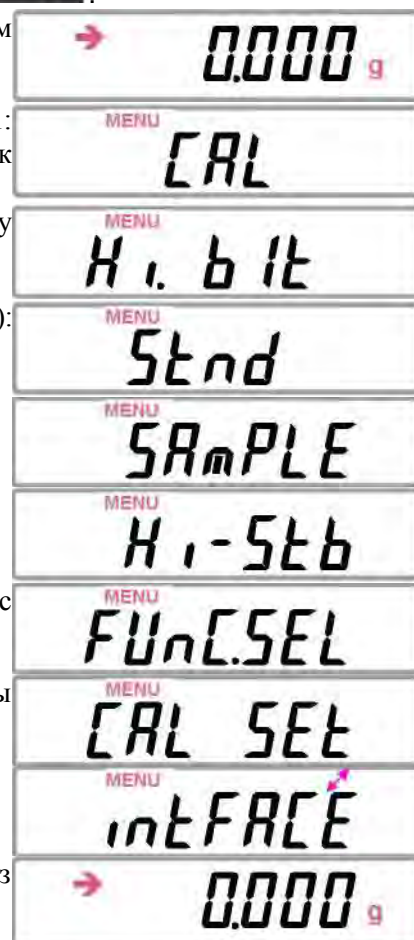 м
0.000 g
:
MENU
к
CAL
у
MENU
Hi. bIt
):
MENU
Stnd
MENU
SAmPLE
MENU
Hi-Stb
с
MENU
FUnC.SEL
ы
MENU
CAL SEt
MENU
intFACE
з
0.000 g